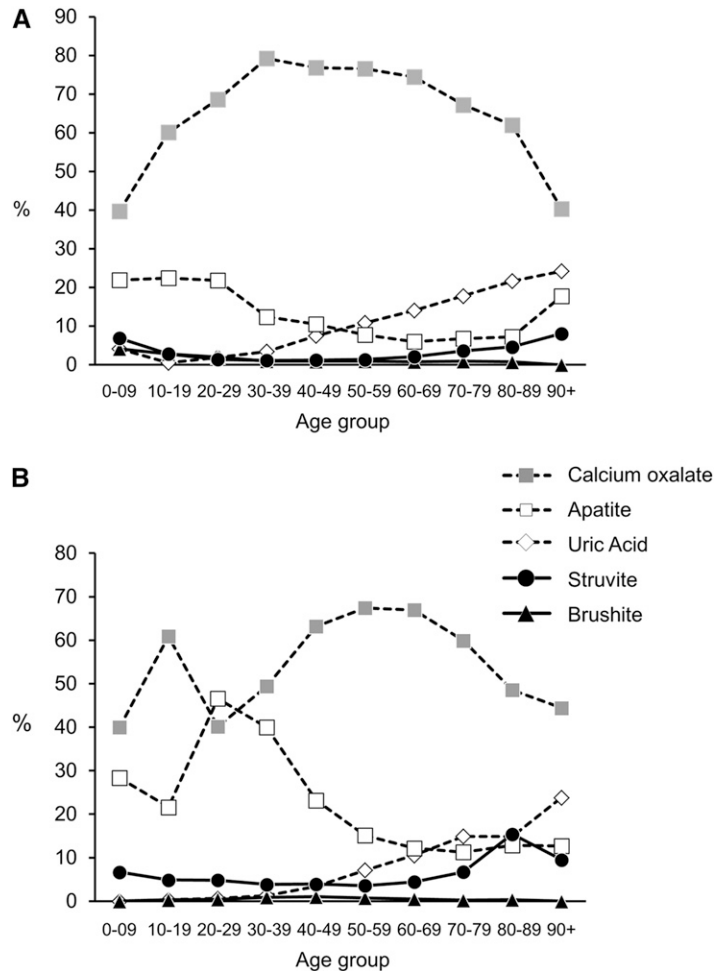 A
90
80
70
60
50
%
40
30
20
10
0
0-09 10-19 20-29 30-39 40-49 50-59 60-69 70-79 80-89 90+
Age group
B
Calcium oxalate
Apatite
Uric Acid
Struvite
Brushite
80
70
60
50
%
40
30
20
10
0
0-09 10-19 20-29 30-39 40-49 50-59 60-69 70-79 80-89 90+
Age group